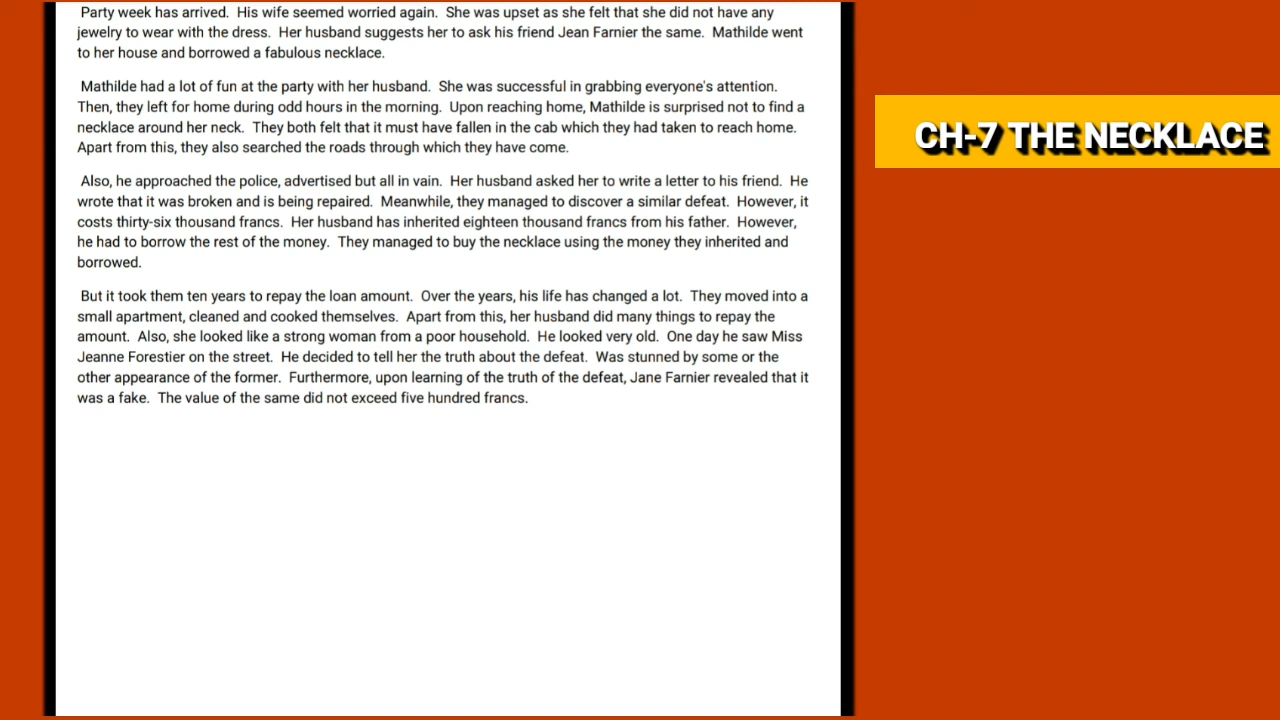 Party week has arrived.  His wife seemed worried again.  She was upset as she felt that she did not have any
jewelry to wear with the dress.  Her husband suggests her to ask his friend Jean Farnier the same.  Mathilde went
to her house and borrowed a fabulous necklace.
Mathilde had a lot of fun at the party with her husband.  She was successful in grabbing everyone's attention.
Then, they left for home during odd hours in the morning.  Upon reaching home, Mathilde is surprised not to find a
necklace around her neck.  They both felt that it must have fallen in the cab which they had taken to reach home.
Apart from this, they also searched the roads through which they have come.
Also, he approached the police, advertised but all in vain.  Her husband asked her to write a letter to his friend.  He
wrote that it was broken and is being repaired.  Meanwhile, they managed to discover a similar defeat.  However, it
costs thirty-six thousand francs.  Her husband has inherited eighteen thousand francs from his father.  However,
he had to borrow the rest of the money.  They managed to buy the necklace using the money they inherited and
borrowed.
But it took them ten years to repay the loan amount.  Over the years, his life has changed a lot.  They moved into a
small apartment, cleaned and cooked themselves.  Apart from this, her husband did many things to repay the
amount.  Also, she looked like a strong woman from a poor household.  He looked very old.  One day he saw Miss
Jeanne Forestier on the street.  He decided to tell her the truth about the defeat.  Was stunned by some or the
other appearance of the former.  Furthermore, upon learning of the truth of the defeat, Jane Farnier revealed that it
was a fake.  The value of the same did not exceed five hundred francs.
CH-7 THE NECKLACE